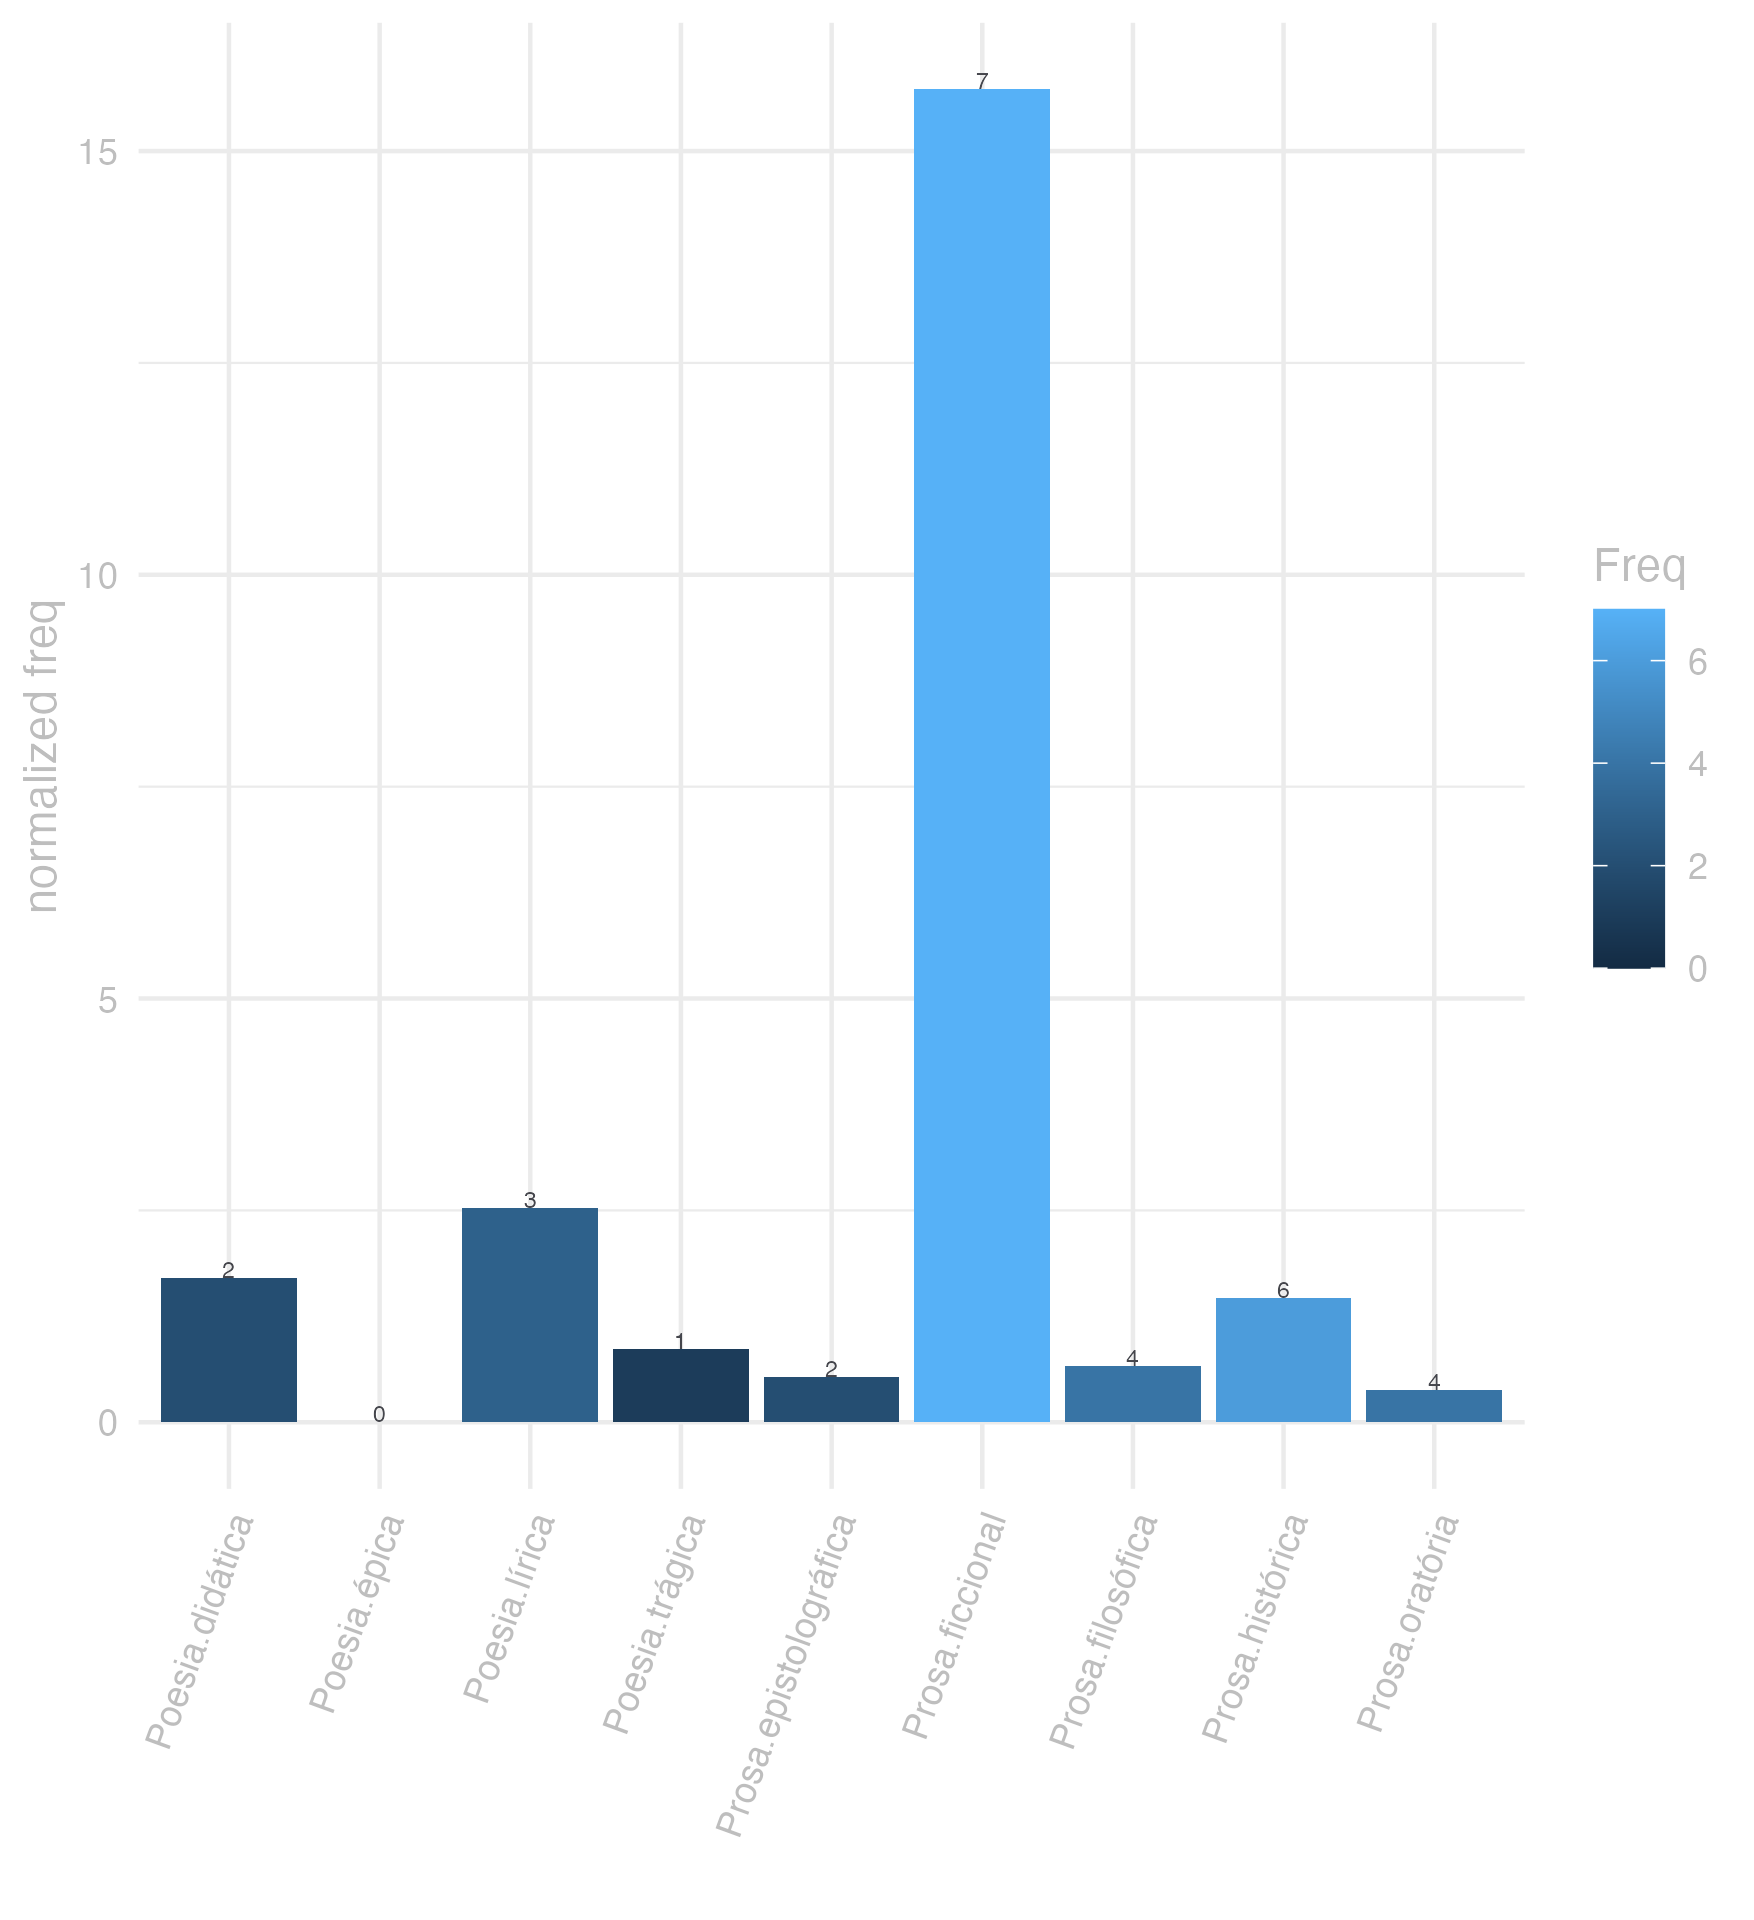 normalized freq
15
10
5
0
2
0
3
1
2
7
4
6
4
Poesia.didática
Poesia.épica
Poesia.lírica
Poesia.trágica
Prosa.epistolográfica
Prosa.ficcional
Prosa.filosófica
Prosa.histórica
Prosa.oratória
Freq
6
4
2
0